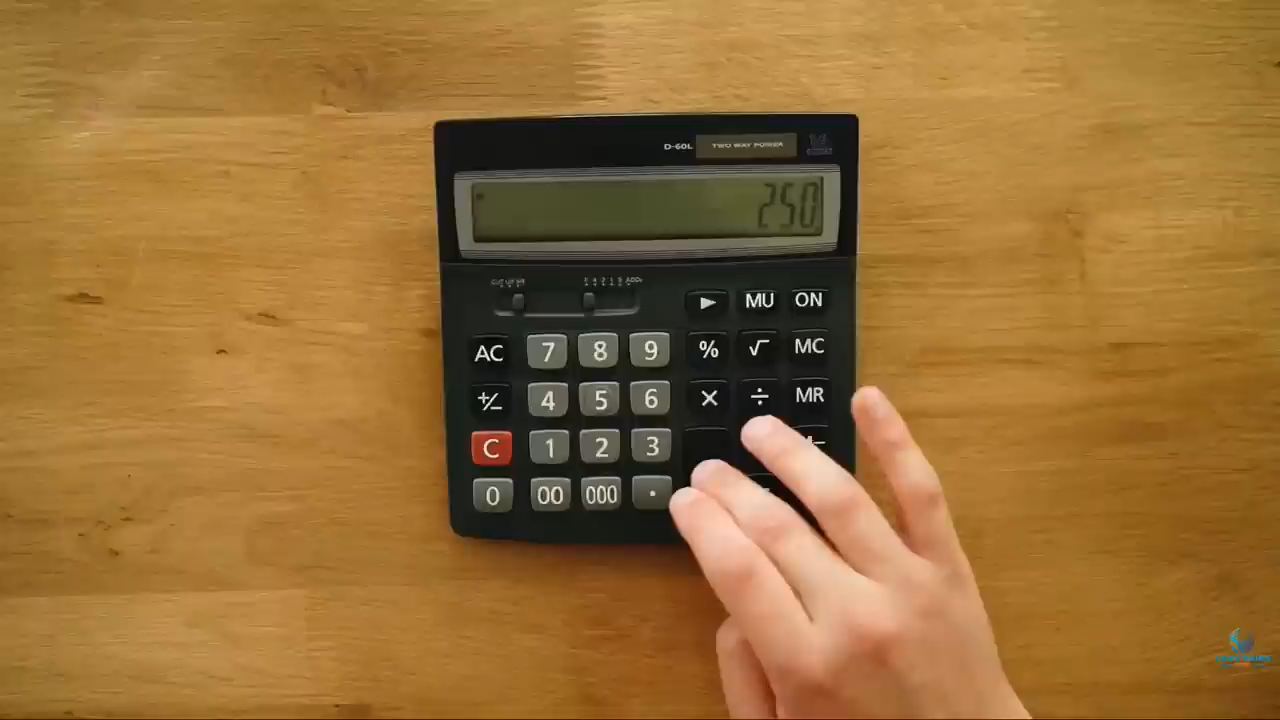 D-60L TWO WAY POWER
250
▶ MU ON
AC 7 8 9 % √ MC
+/− 4 5 6 × ÷ MR
C 1 2 3
0 00 000 ·